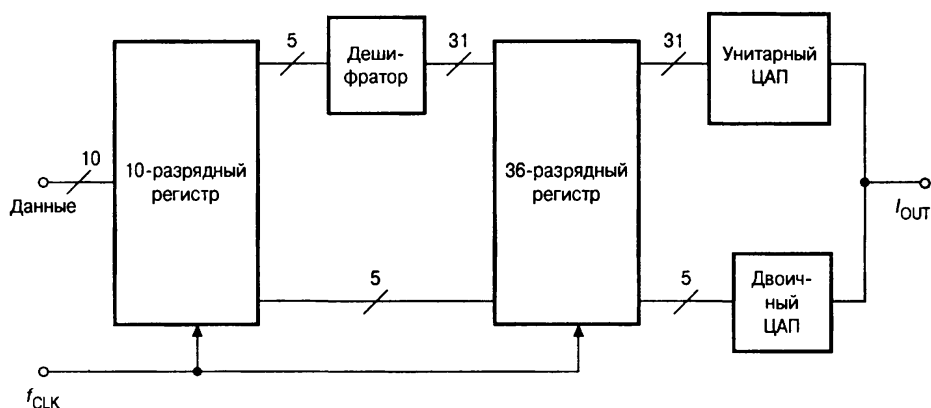 5
Деши-
фратор
31
31
Унитарный
ЦАП
10
Данные
10-разрядный
регистр
36-разрядный
регистр
I OUT
5
5
Двоич-
ный
ЦАП
f CLK